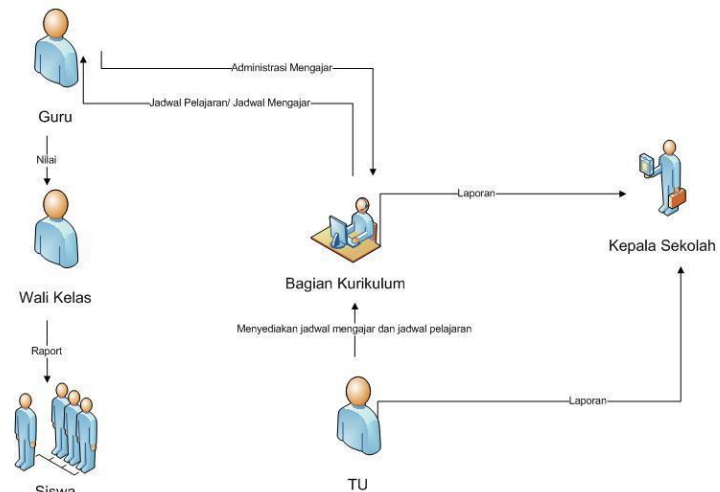 Administrasi Mengajar
Jadwal Pelajaran/ Jadwal Mengajar
Guru
Nilai
Laporan
Kepala Sekolah
Wali Kelas
Bagian Kurikulum
Menyediakan jadwal mengajar dan jadwal pelajaran
Raport
Laporan
TU
Siswa